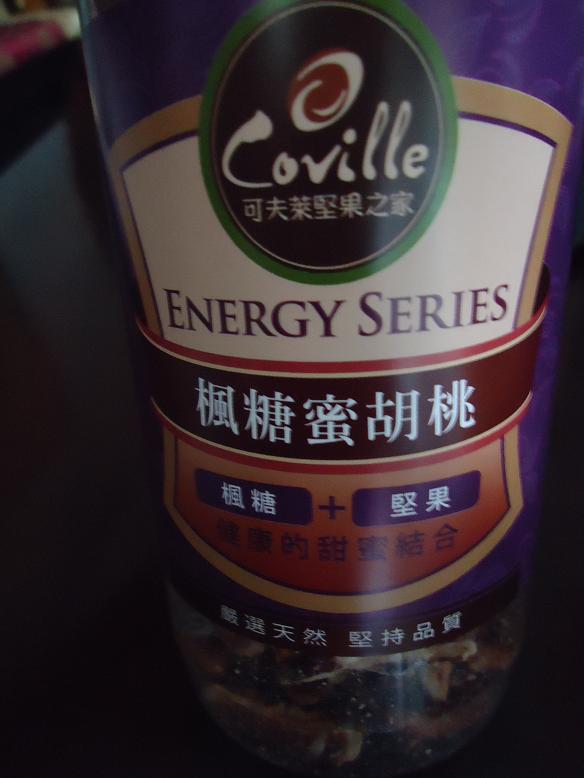 Coville
可夫萊堅果之家
ENERGY SERIES
楓糖蜜胡桃
楓糖 + 堅果
健康的甜蜜結合
嚴選天然 堅持品質